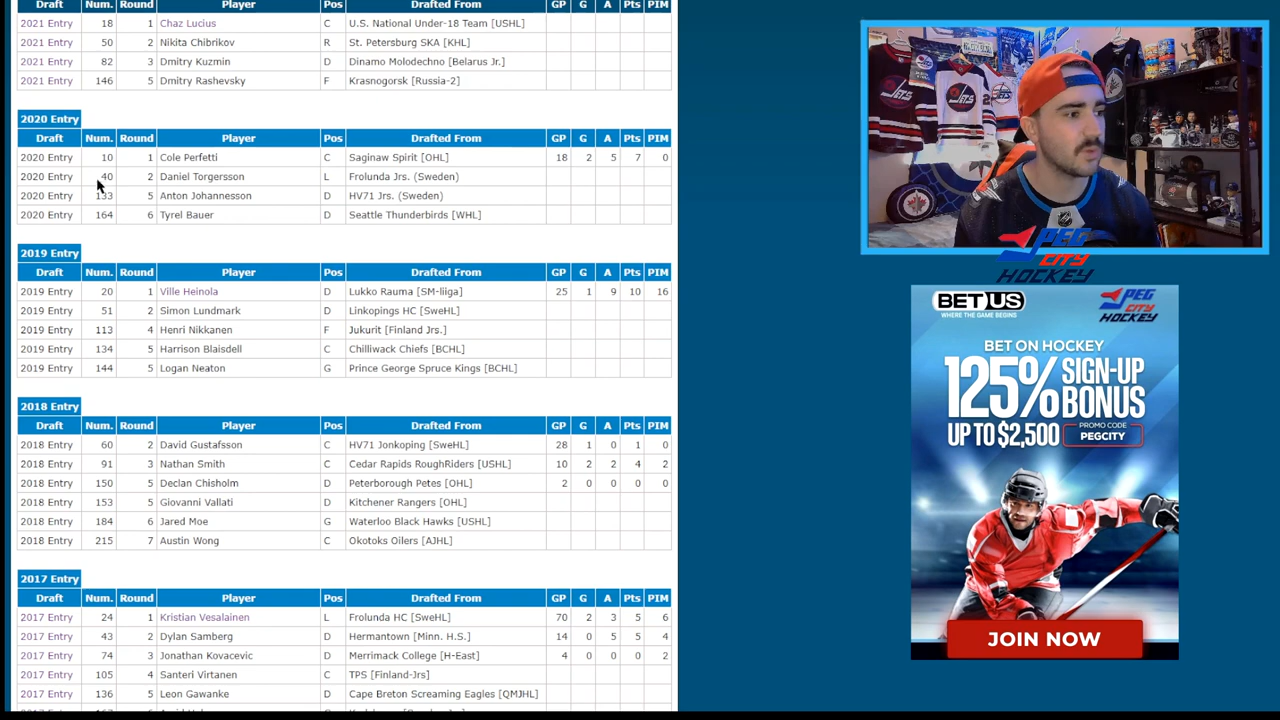 Draft Num. Round Player Pos Drafted From GP G A Pts PIM
2021 Entry 18 1 Chaz Lucius C U.S. National Under-18 Team [USHL]
2021 Entry 50 2 Nikita Chibrikov R St. Petersburg SKA [KHL]
2021 Entry 82 3 Dmitry Kuzmin D Dinamo Molodechno [Belarus Jr.]
2021 Entry 146 5 Dmitry Rashevsky F Krasnogorsk [Russia-2]
2020 Entry
Draft Num. Round Player Pos Drafted From GP G A Pts PIM
2020 Entry 10 1 Cole Perfetti C Saginaw Spirit [OHL] 18 2 5 7 0
2020 Entry 40 2 Daniel Torgersson L Frolunda Jrs. (Sweden)
2020 Entry 133 5 Anton Johannesson D HV71 Jrs. (Sweden)
2020 Entry 164 6 Tyrel Bauer D Seattle Thunderbirds [WHL]
2019 Entry
Draft Num. Round Player Pos Drafted From GP G A Pts PIM
2019 Entry 20 1 Ville Heinola D Lukko Rauma [SM-liiga] 25 1 9 10 16
2019 Entry 51 2 Simon Lundmark D Linkopings HC [SweHL]
2019 Entry 113 4 Henri Nikkanen F Jukurit [Finland Jrs.]
2019 Entry 134 5 Harrison Blaisdell C Chilliwack Chiefs [BCHL]
2019 Entry 144 5 Logan Neaton G Prince George Spruce Kings [BCHL]
2018 Entry
Draft Num. Round Player Pos Drafted From GP G A Pts PIM
2018 Entry 60 2 David Gustafsson C HV71 Jonkoping [SweHL] 28 1 0 1 0
2018 Entry 91 3 Nathan Smith C Cedar Rapids RoughRiders [USHL] 10 2 2 4 2
2018 Entry 150 5 Declan Chisholm D Peterborough Petes [OHL] 2 0 0 0 0
2018 Entry 153 5 Giovanni Vallati D Kitchener Rangers [OHL]
2018 Entry 184 6 Jared Moe G Waterloo Black Hawks [USHL]
2018 Entry 215 7 Austin Wong C Okotoks Oilers [AJHL]
2017 Entry
Draft Num. Round Player Pos Drafted From GP G A Pts PIM
2017 Entry 24 1 Kristian Vesalainen L Frolunda HC [SweHL] 70 2 3 5 6
2017 Entry 43 2 Dylan Samberg D Hermantown [Minn. H.S.] 14 0 5 5 4
2017 Entry 74 3 Jonathan Kovacevic D Merrimack College [H-East] 4 0 0 0 2
2017 Entry 105 4 Santeri Virtanen C TPS [Finland-Jrs]
2017 Entry 136 5 Leon Gawanke D Cape Breton Screaming Eagles [QMJHL]
JETS
PEG
CITY
HOCKEY
BETUS
WHERE THE GAME BEGINS
PEG
CITY
HOCKEY
BET ON HOCKEY
125% SIGN-UP
BONUS
UP TO $2,500
PROMO CODE
PEGCITY
JOIN NOW